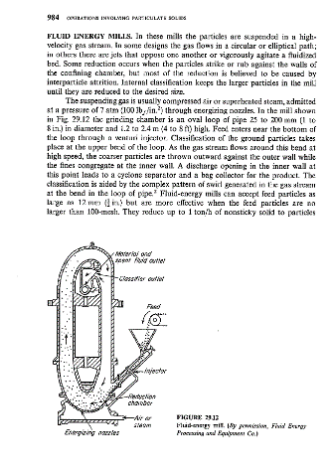 984 OPERATIONS INVOLVING PARTICULATE SOLIDS
FLUID ENERGY MILLS. In these mills the particles are suspended in a high-
velocity gas stream. In some designs the gas flows in a circular or elliptical path;
in others there are jets that oppose one another or vigorously agitate a fluidized
bed. Some reduction occurs when the particles strike or rub against the walls of
the confining chamber, but most of the reduction is believed to be caused by
interparticle attrition. Internal classification keeps the larger particles in the mill
until they are reduced to the desired size.
The suspending gas is usually compressed air or superheated steam, admitted
at a pressure of 7 atm (100 lbf/in.²) through energizing nozzles. In the mill shown
in Fig. 29.12 the grinding chamber is an oval loop of pipe 25 to 200 mm (1 to
8 in.) in diameter and 1.2 to 2.4 m (4 to 8 ft) high. Feed enters near the bottom of
the loop through a venturi injector. Classification of the ground particles takes
place at the upper bend of the loop. As the gas stream flows around this bend at
high speed, the coarser particles are thrown outward against the outer wall while
the fines congregate at the inner wall. A discharge opening in the inner wall at
this point leads to a cyclone separator and a bag collector for the product. The
classification is aided by the complex pattern of swirl generated in the gas stream
at the bend in the loop of pipe. Fluid-energy mills can accept feed particles as
large as 12 mm (½ in.) but are more effective when the feed particles are no
larger than 100-mesh. They reduce up to 1 ton/h of nonsticky solid to particles
Material and
spent fluid outlet
Classifier outlet
Feed
Injector
Reduction
chamber
Air or
steam
Energizing nozzles
FIGURE 29.12
Fluid-energy mill. (By permission, Fluid Energy
Processing and Equipment Co.)